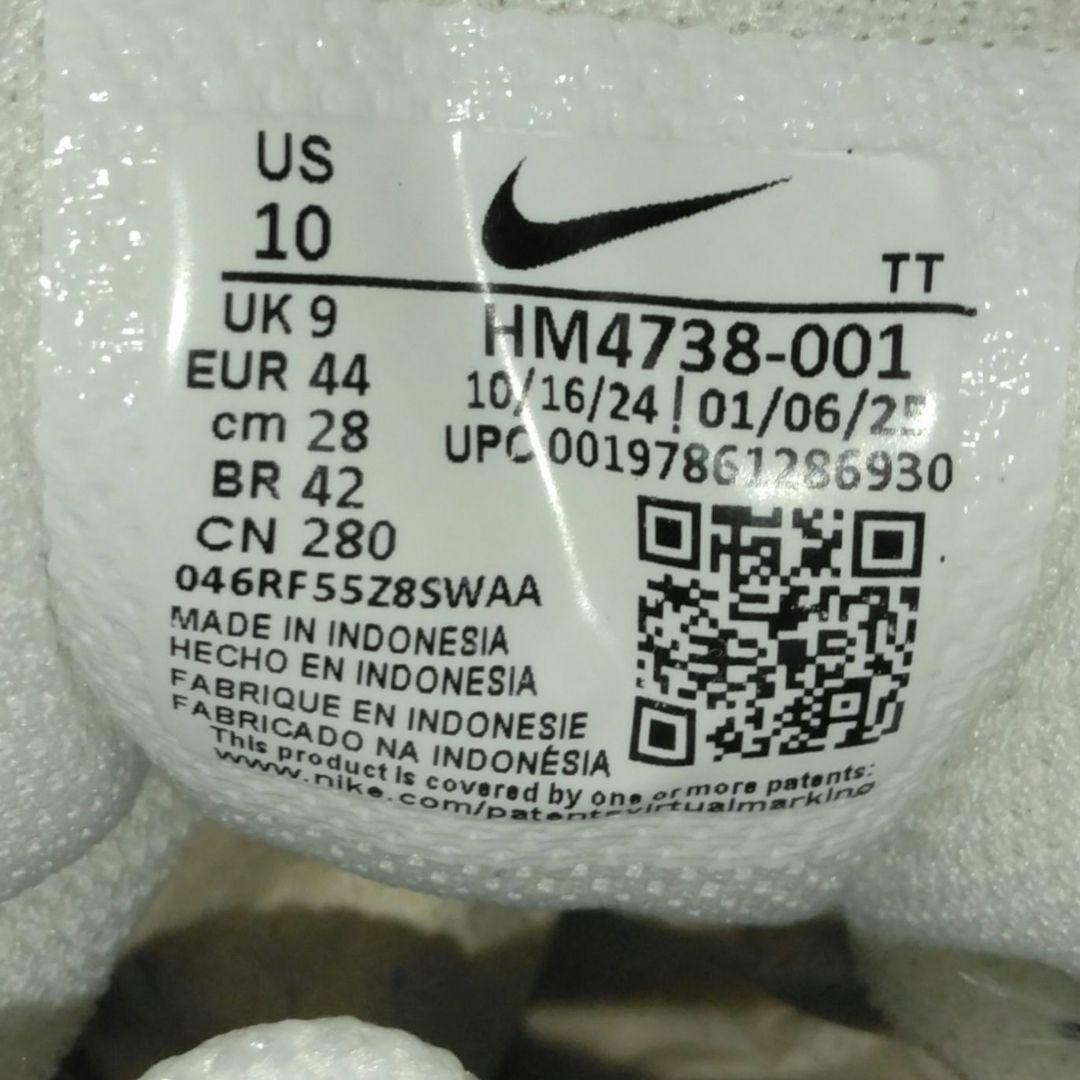 US
10
TT
UK 9
EUR 44
cm 28
BR 42
CN 280
HM4738-001
10/16/24 | 01/06/25
UPC 00197861286930
046RF55Z8SWAA
MADE IN INDONESIA
HECHO EN INDONESIA
FABRIQUE EN INDONESIE
FABRICADO NA INDONÉSIA
This product is covered by one or more patents:
www.nike.com/patentsvirtualmarking